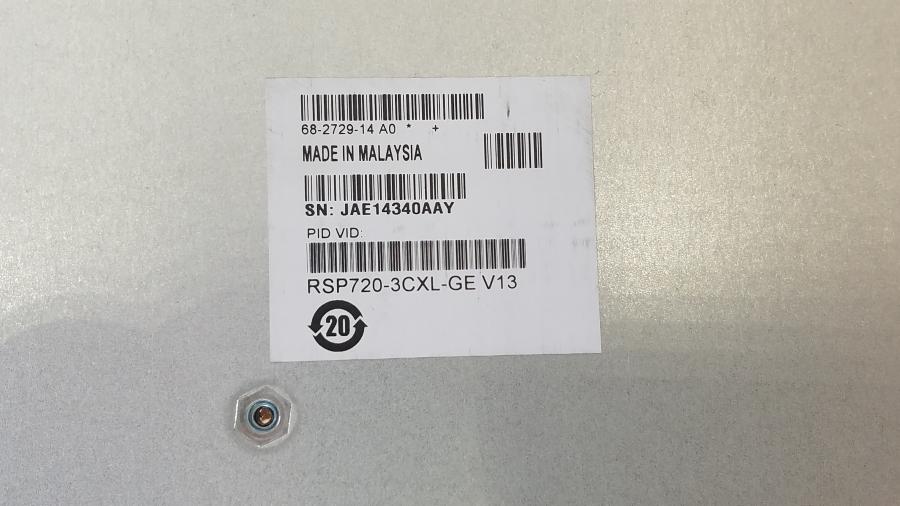 68-2729-14 A0 * +
MADE IN MALAYSIA
SN: JAE14340AAY
PID VID:
RSP720-3CXL-GE V13
20